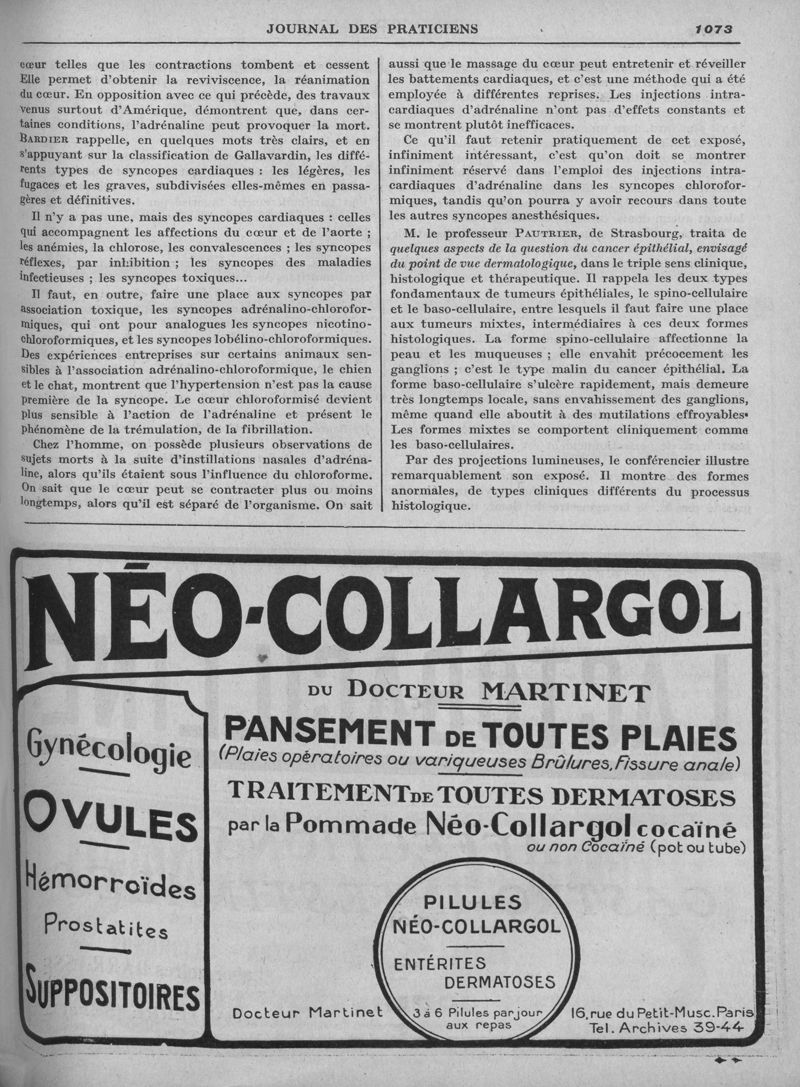 JOURNAL DES PRATICIENS
1073
cœur telles que les contractions tombent et cessent
Elle permet d'obtenir la reviviscence, la réanimation
du cœur. En opposition avec ce qui précède, des travaux
venus surtout d'Amérique, démontrent que, dans cer-
taines conditions, l'adrénaline peut provoquer la mort.
BARDIER rappelle, en quelques mots très clairs, et en
s'appuyant sur la classification de Gallavardin, les diffé-
rents types de syncopes cardiaques : les légères, les
fugaces et les graves, subdivisées elles-mêmes en passa-
gères et définitives.
Il n'y a pas une, mais des syncopes cardiaques : celles
qui accompagnent les affections du cœur et de l'aorte ;
les anémies, la chlorose, les convalescences ; les syncopes
réflexes, par inhibition ; les syncopes des maladies
infectieuses ; les syncopes toxiques...
Il faut, en outre, faire une place aux syncopes par
association toxique, les syncopes adrénalino-chlorofor-
miques, qui ont pour analogues les syncopes nicotino-
chloroformiques, et les syncopes lobélino-chloroformiques.
Des expériences entreprises sur certains animaux sen-
sibles à l'association adrénalino-chloroformique, le chien
et le chat, montrent que l'hypertension n'est pas la cause
première de la syncope. Le cœur chloroformisé devient
plus sensible à l'action de l'adrénaline et présent le
phénomène de la trémulation, de la fibrillation.
Chez l'homme, on possède plusieurs observations de
sujets morts à la suite d'instillations nasales d'adréna-
line, alors qu'ils étaient sous l'influence du chloroforme.
On sait que le cœur peut se contracter plus ou moins
longtemps, alors qu'il est séparé de l'organisme. On sait
aussi que le massage du cœur peut entretenir et réveiller
les battements cardiaques, et c'est une méthode qui a été
employée à différentes reprises. Les injections intra-
cardiaques d'adrénaline n'ont pas d'effets constants et
se montrent plutôt inefficaces.
Ce qu'il faut retenir pratiquement de cet exposé,
infiniment intéressant, c'est qu'on doit se montrer
infiniment réservé dans l'emploi des injections intra-
cardiaques d'adrénaline dans les syncopes chlorofor-
miques, tandis qu'on pourra y avoir recours dans toute
les autres syncopes anesthésiques.
M. le professeur PAUTRIER, de Strasbourg, traita de
quelques aspects de la question du cancer épithélial, envisagé
du point de vue dermatologique, dans le triple sens clinique,
histologique et thérapeutique. Il rappela les deux types
fondamentaux de tumeurs épithéliales, le spino-cellulaire
et le baso-cellulaire, entre lesquels il faut faire une place
aux tumeurs mixtes, intermédiaires à ces deux formes
histologiques. La forme spino-cellulaire affectionne la
peau et les muqueuses ; elle envahit précocement les
ganglions ; c'est le type malin du cancer épithélial. La
forme baso-cellulaire s'ulcère rapidement, mais demeure
très longtemps locale, sans envahissement des ganglions,
même quand elle aboutit à des mutilations effroyables.
Les formes mixtes se comportent cliniquement comme
les baso-cellulaires.
Par des projections lumineuses, le conférencier illustre
remarquablement son exposé. Il montre des formes
anormales, de types cliniques différents du processus
histologique.
NÉO-COLLARGOL
DU DOCTEUR MARTINET
Gynécologie
OVULES
Hémorroïdes
Prostatites
SUPPOSITOIRES
PANSEMENT DE TOUTES PLAIES
(Plaies opératoires ou variqueuses Brûlures, Fissure anale)
TRAITEMENT DE TOUTES DERMATOSES
par la Pommade Néo-Collargol cocaïné
ou non Cocaïné (pot ou tube)
PILULES
NÉO-COLLARGOL
ENTÉRITES
DERMATOSES
3 à 6 Pilules par jour
aux repas
Docteur Martinet
16, rue du Petit-Musc. Paris
Tel. Archives 39-44